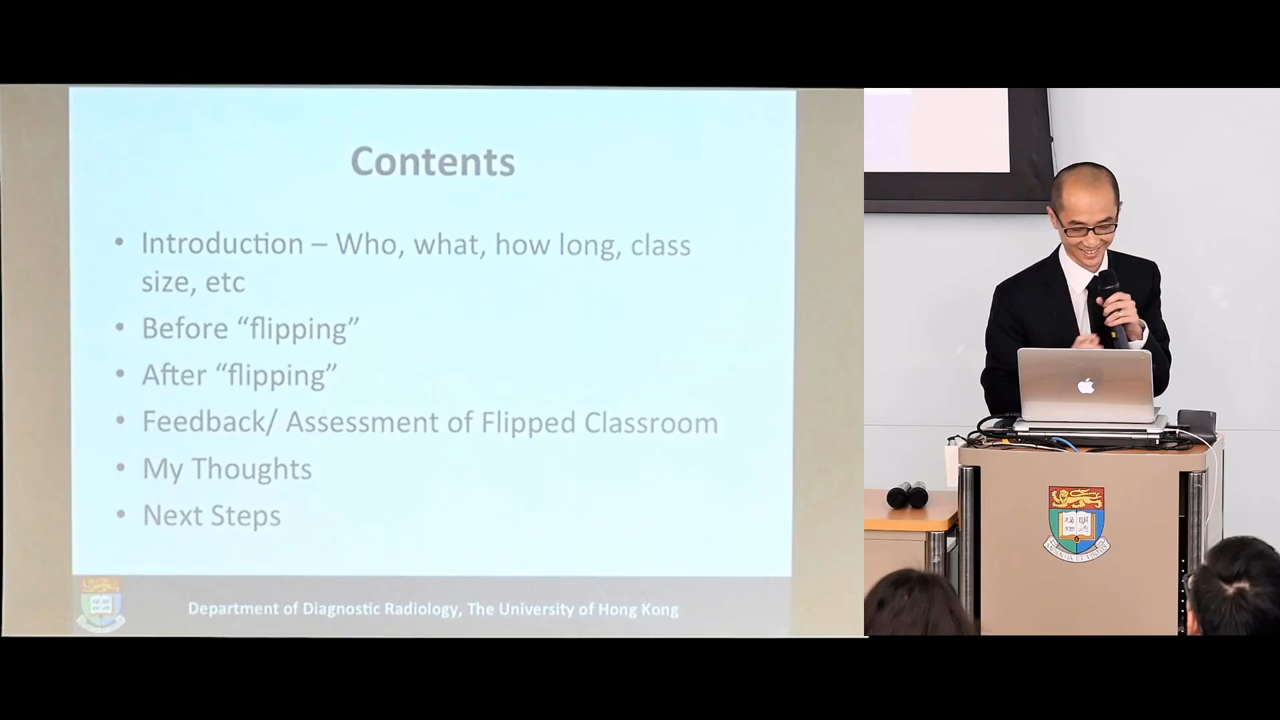 Contents
• Introduction – Who, what, how long, class
size, etc
• Before “flipping”
• After “flipping”
• Feedback/ Assessment of Flipped Classroom
• My Thoughts
• Next Steps
Department of Diagnostic Radiology, The University of Hong Kong